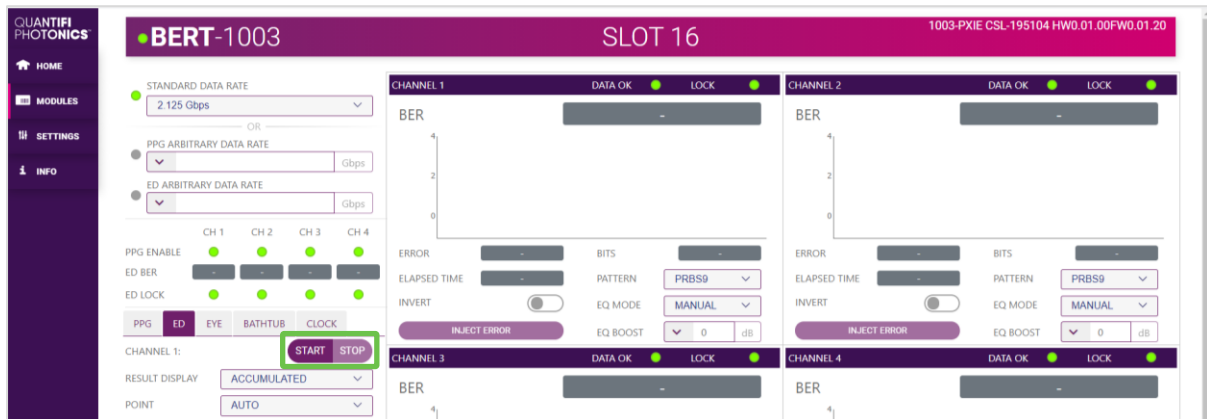 QUANTIFI
PHOTONICS
HOME
MODULES
SETTINGS
INFO
BERT-1003
SLOT 16
1003-PXIE CSL-195104 HW0.01.00FW0.01.20
STANDARD DATA RATE
2.125 Gbps
OR
PPG ARBITRARY DATA RATE
Gbps
ED ARBITRARY DATA RATE
Gbps
CH 1 CH 2 CH 3 CH 4
PPG ENABLE
ED BER - - - -
ED LOCK
PPG ED EYE BATHTUB CLOCK
CHANNEL 1: START STOP
RESULT DISPLAY ACCUMULATED
POINT AUTO
CHANNEL 1 DATA OK LOCK
BER -
4
2
0
ERROR - BITS -
ELAPSED TIME - PATTERN PRBS9
INVERT EQ MODE MANUAL
INJECT ERROR EQ BOOST 0 dB
CHANNEL 2 DATA OK LOCK
BER -
4
2
0
ERROR - BITS -
ELAPSED TIME - PATTERN PRBS9
INVERT EQ MODE MANUAL
INJECT ERROR EQ BOOST 0 dB
CHANNEL 3 DATA OK LOCK
BER -
4
CHANNEL 4 DATA OK LOCK
BER -
4